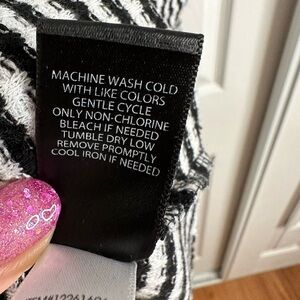 MACHINE WASH COLD
WITH LIKE COLORS
GENTLE CYCLE
ONLY NON-CHLORINE
BLEACH IF NEEDED
TUMBLE DRY LOW
REMOVE PROMPTLY
COOL IRON IF NEEDED